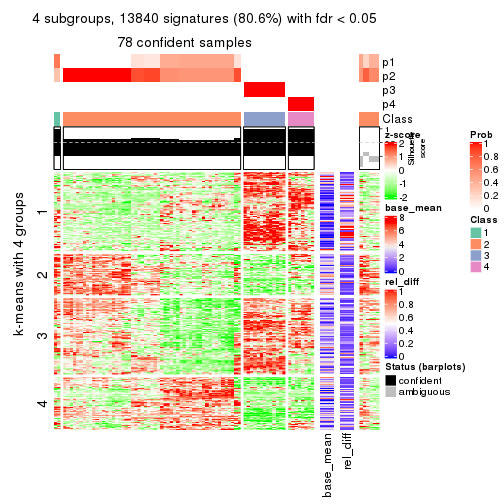 4 subgroups, 13840 signatures (80.6%) with fdr < 0.05
78 confident samples
p1
p2
p3
p4
Class
1
Silhouette
score
k-means with 4 groups
1
2
3
4
base_mean
rel_diff
z-score
2
1
0
-1
-2
base_mean
8
6
4
2
0
rel_diff
1
0.8
0.6
0.4
0.2
0
Status (barplots)
confident
ambiguous
Prob
1
0.8
0.6
0.4
0.2
0
Class
1
2
3
4